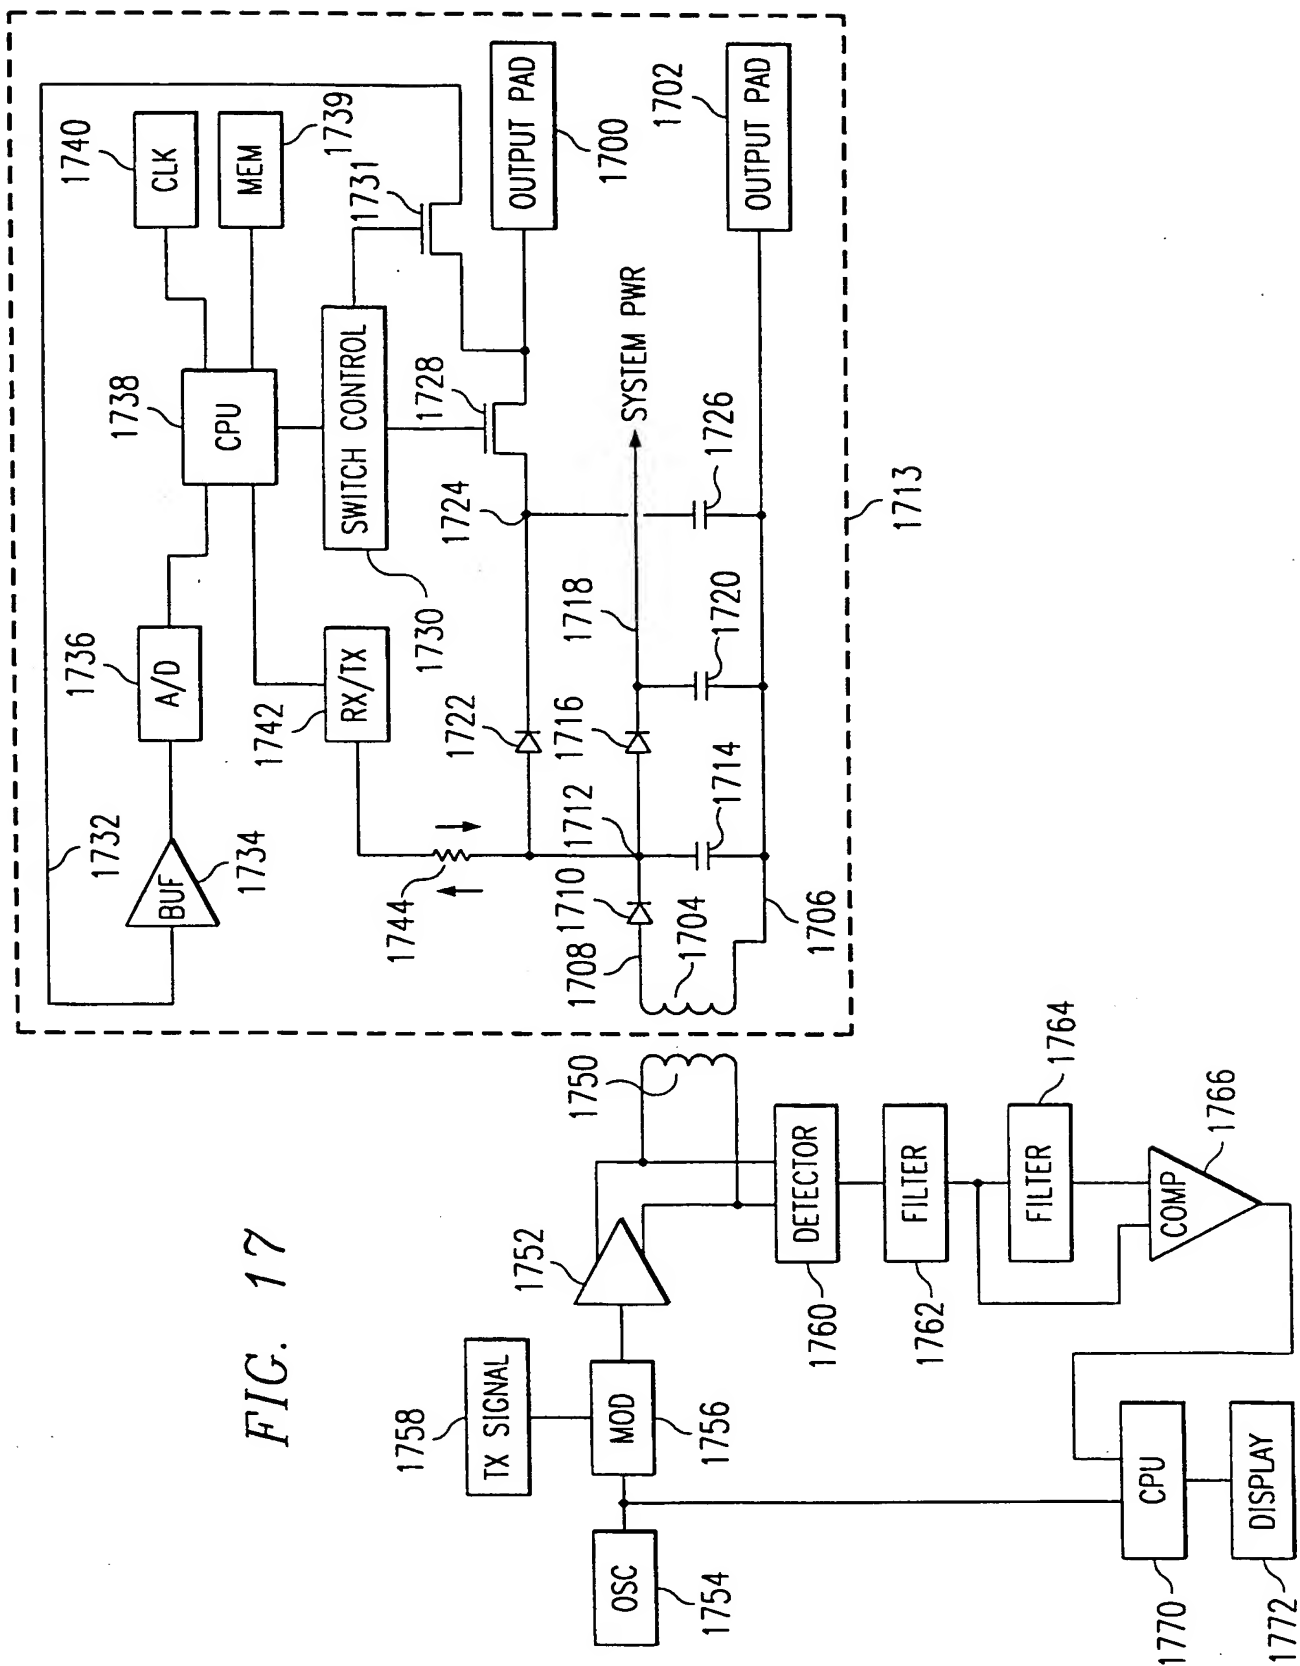 FIG. 17
1740
CLK
MEM
1739
1738
CPU
1736
A/D
1732
BUF
1734
1742
RX/TX
1744
SWITCH CONTROL
1730
1731
OUTPUT PAD
1700
1702
OUTPUT PAD
1728
1724
1722
SYSTEM PWR
1726
1718
1720
1716
1714
1712
1710
1708
1704
1706
1713
1750
1752
1758
TX SIGNAL
MOD
1756
OSC
1754
DETECTOR
1760
FILTER
1762
FILTER
1764
COMP
1766
CPU
1770
DISPLAY
1772